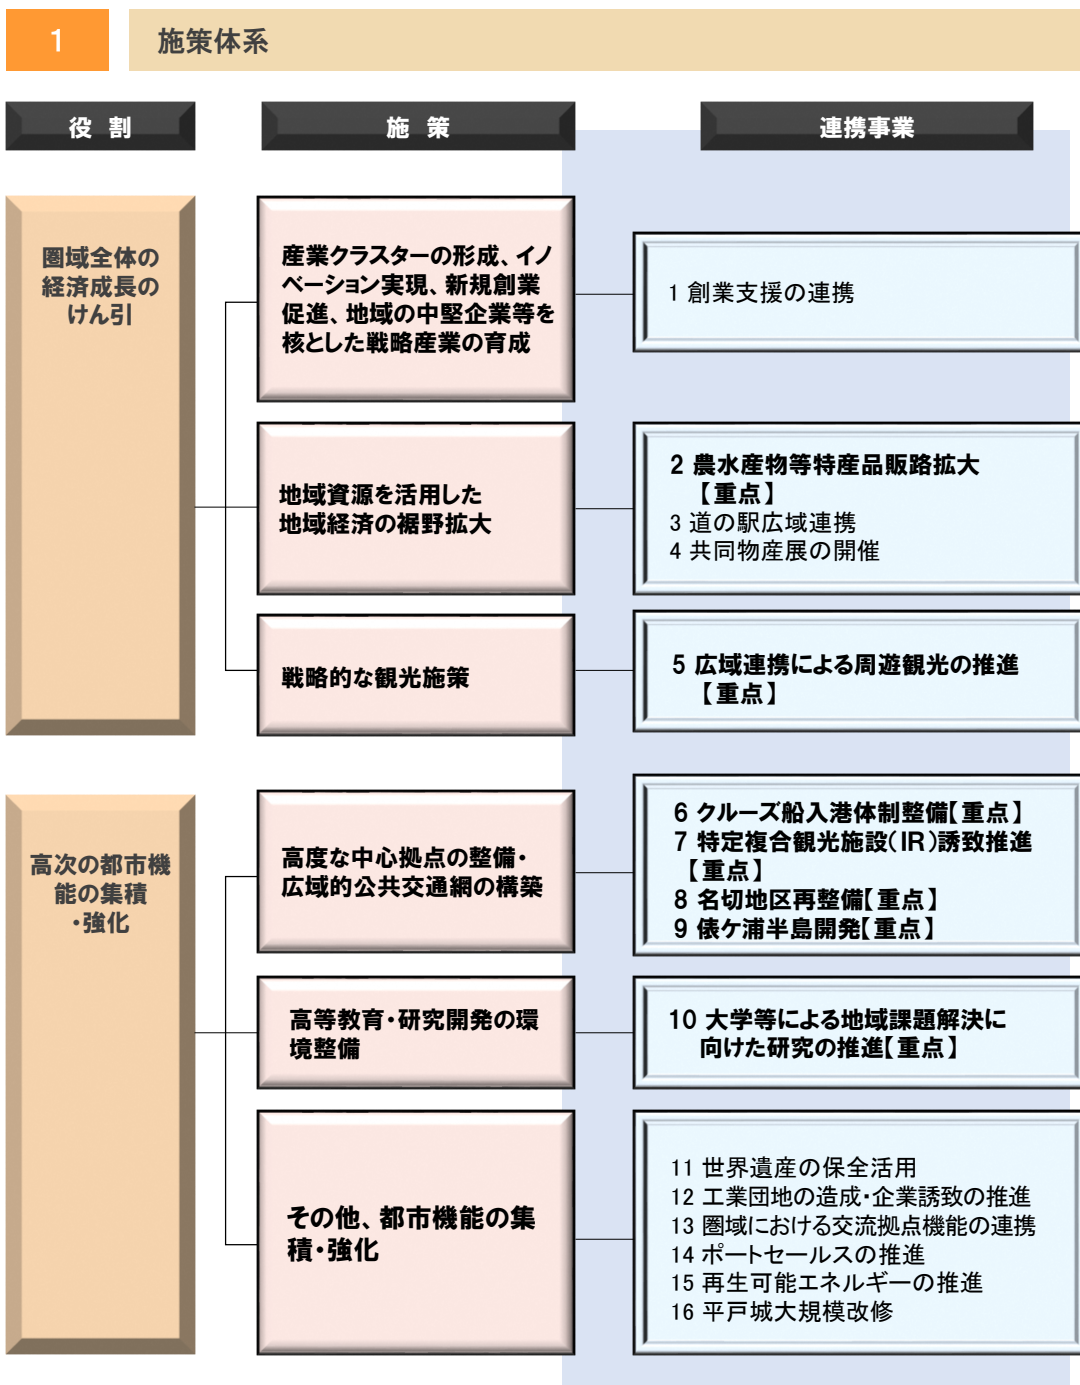 1 施策体系
役 割
施 策
連携事業
圏域全体の
経済成長の
けん引
産業クラスターの形成、イノ
ベーション実現、新規創業
促進、地域の中堅企業等を
核とした戦略産業の育成
1 創業支援の連携
地域資源を活用した
地域経済の裾野拡大
2 農水産物等特産品販路拡大
【重点】
3 道の駅広域連携
4 共同物産展の開催
戦略的な観光施策
5 広域連携による周遊観光の推進
【重点】
高次の都市機
能の集積
・強化
高度な中心拠点の整備・
広域的公共交通網の構築
6 クルーズ船入港体制整備【重点】
7 特定複合観光施設(IR)誘致推進
【重点】
8 名切地区再整備【重点】
9 俵ケ浦半島開発【重点】
高等教育・研究開発の環
境整備
10 大学等による地域課題解決に
向けた研究の推進【重点】
その他、都市機能の集
積・強化
11 世界遺産の保全活用
12 工業団地の造成・企業誘致の推進
13 圏域における交流拠点機能の連携
14 ポートセールスの推進
15 再生可能エネルギーの推進
16 平戸城大規模改修